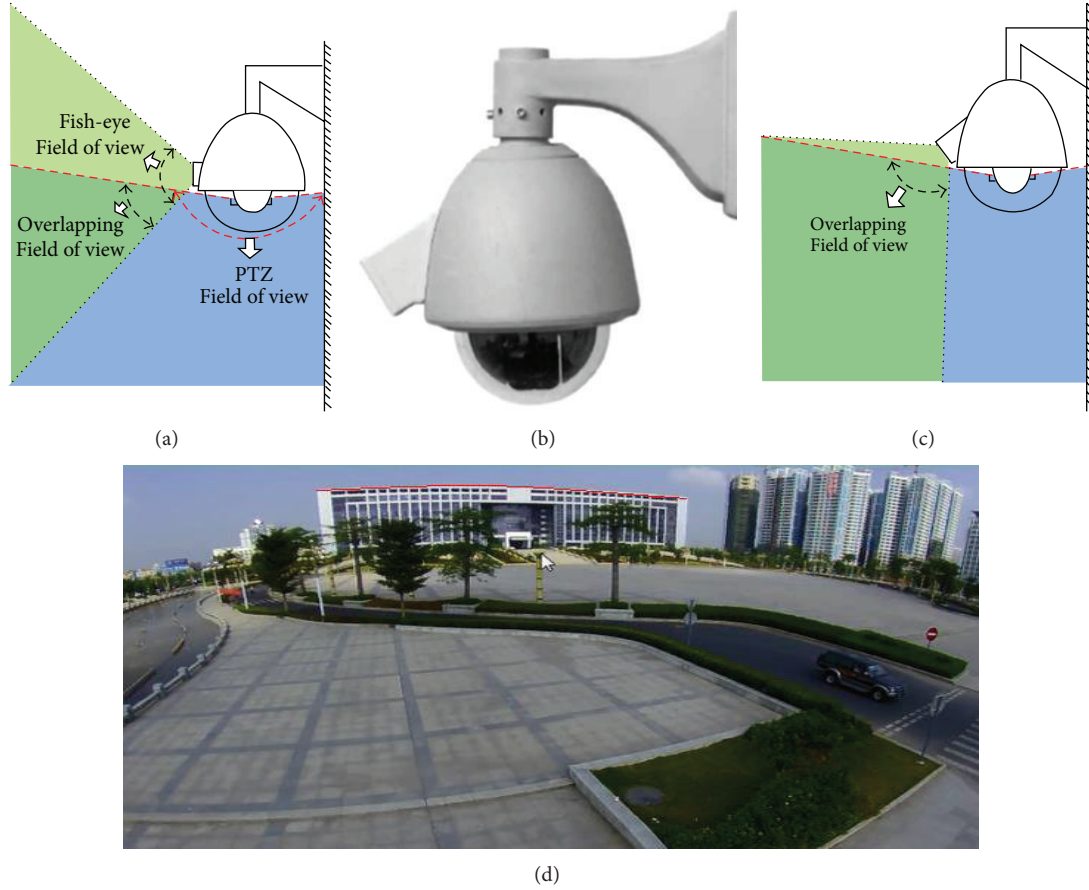 Fish-eye
Field of view
Overlapping
Field of view
PTZ
Field of view
Overlapping
Field of view
(a)
(b)
(c)
(d)